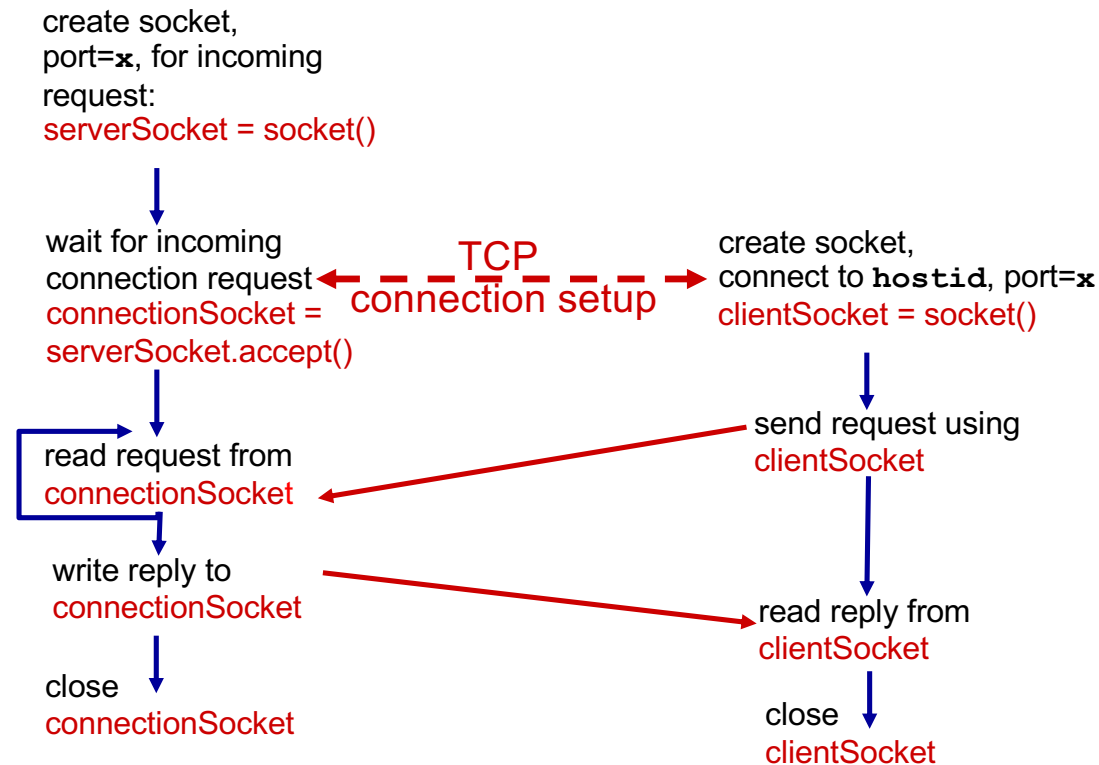 create socket,
port=x, for incoming
request:
serverSocket = socket()
wait for incoming
connection request
connectionSocket =
serverSocket.accept()
TCP
connection setup
create socket,
connect to hostid, port=x
clientSocket = socket()
read request from
connectionSocket
send request using
clientSocket
write reply to
connectionSocket
read reply from
clientSocket
close
connectionSocket
close
clientSocket